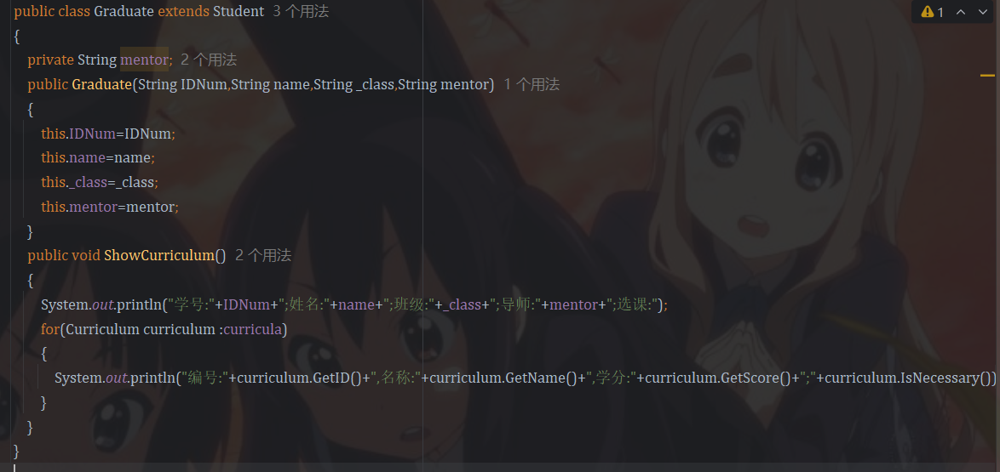 public class Graduate extends Student 3 个用法
1
{
private String mentor; 2 个用法
public Graduate(String IDNum,String name,String _class,String mentor) 1 个用法
{
this.IDNum=IDNum;
this.name=name;
this._class=_class;
this.mentor=mentor;
}
public void ShowCurriculum() 2 个用法
{
System.out.println("学号:"+IDNum+";姓名:"+name+";班级:"+_class+";导师:"+mentor+";选课:");
for(Curriculum curriculum :curricula)
{
System.out.println("编号:"+curriculum.GetID()+",名称:"+curriculum.GetName()+",学分:"+curriculum.GetScore()+";"+curriculum.IsNecessary())
}
}
}